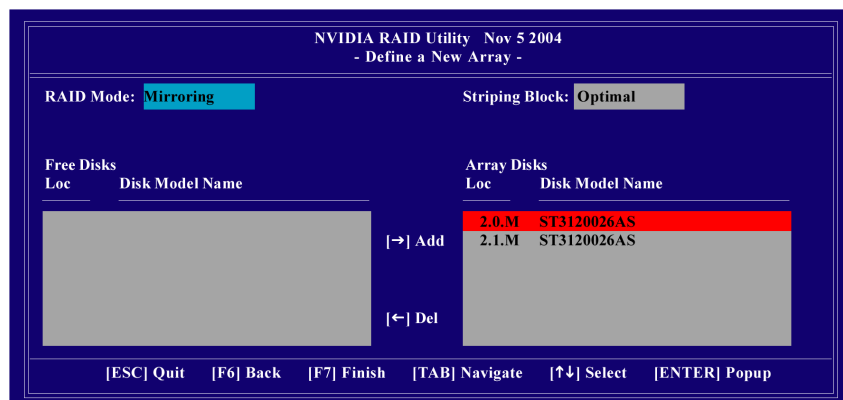 NVIDIA RAID Utility Nov 5 2004
- Define a New Array -
RAID Mode: Mirroring
Striping Block: Optimal
Free Disks
Loc Disk Model Name
Array Disks
Loc Disk Model Name
2.0.M ST3120026AS
2.1.M ST3120026AS
[→] Add
[←] Del
[ESC] Quit [F6] Back [F7] Finish [TAB] Navigate [↑↓] Select [ENTER] Popup